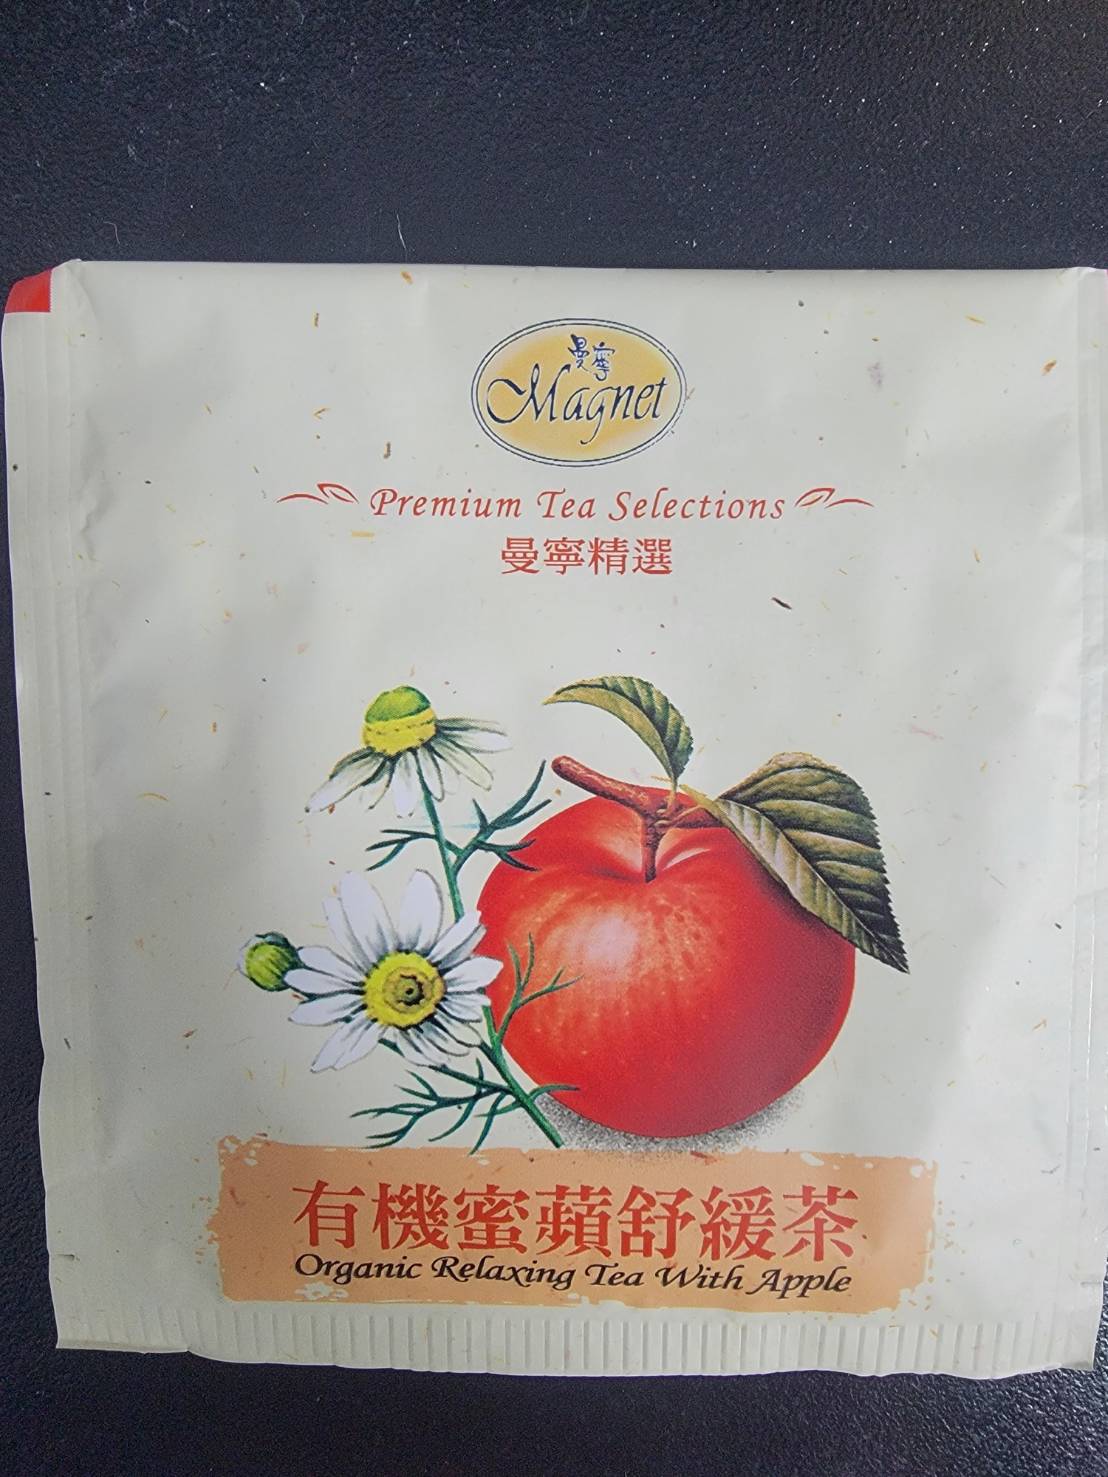 曼寧
Magnet
Premium Tea Selections
曼寧精選
有機蜜蘋舒緩茶
Organic Relaxing Tea With Apple